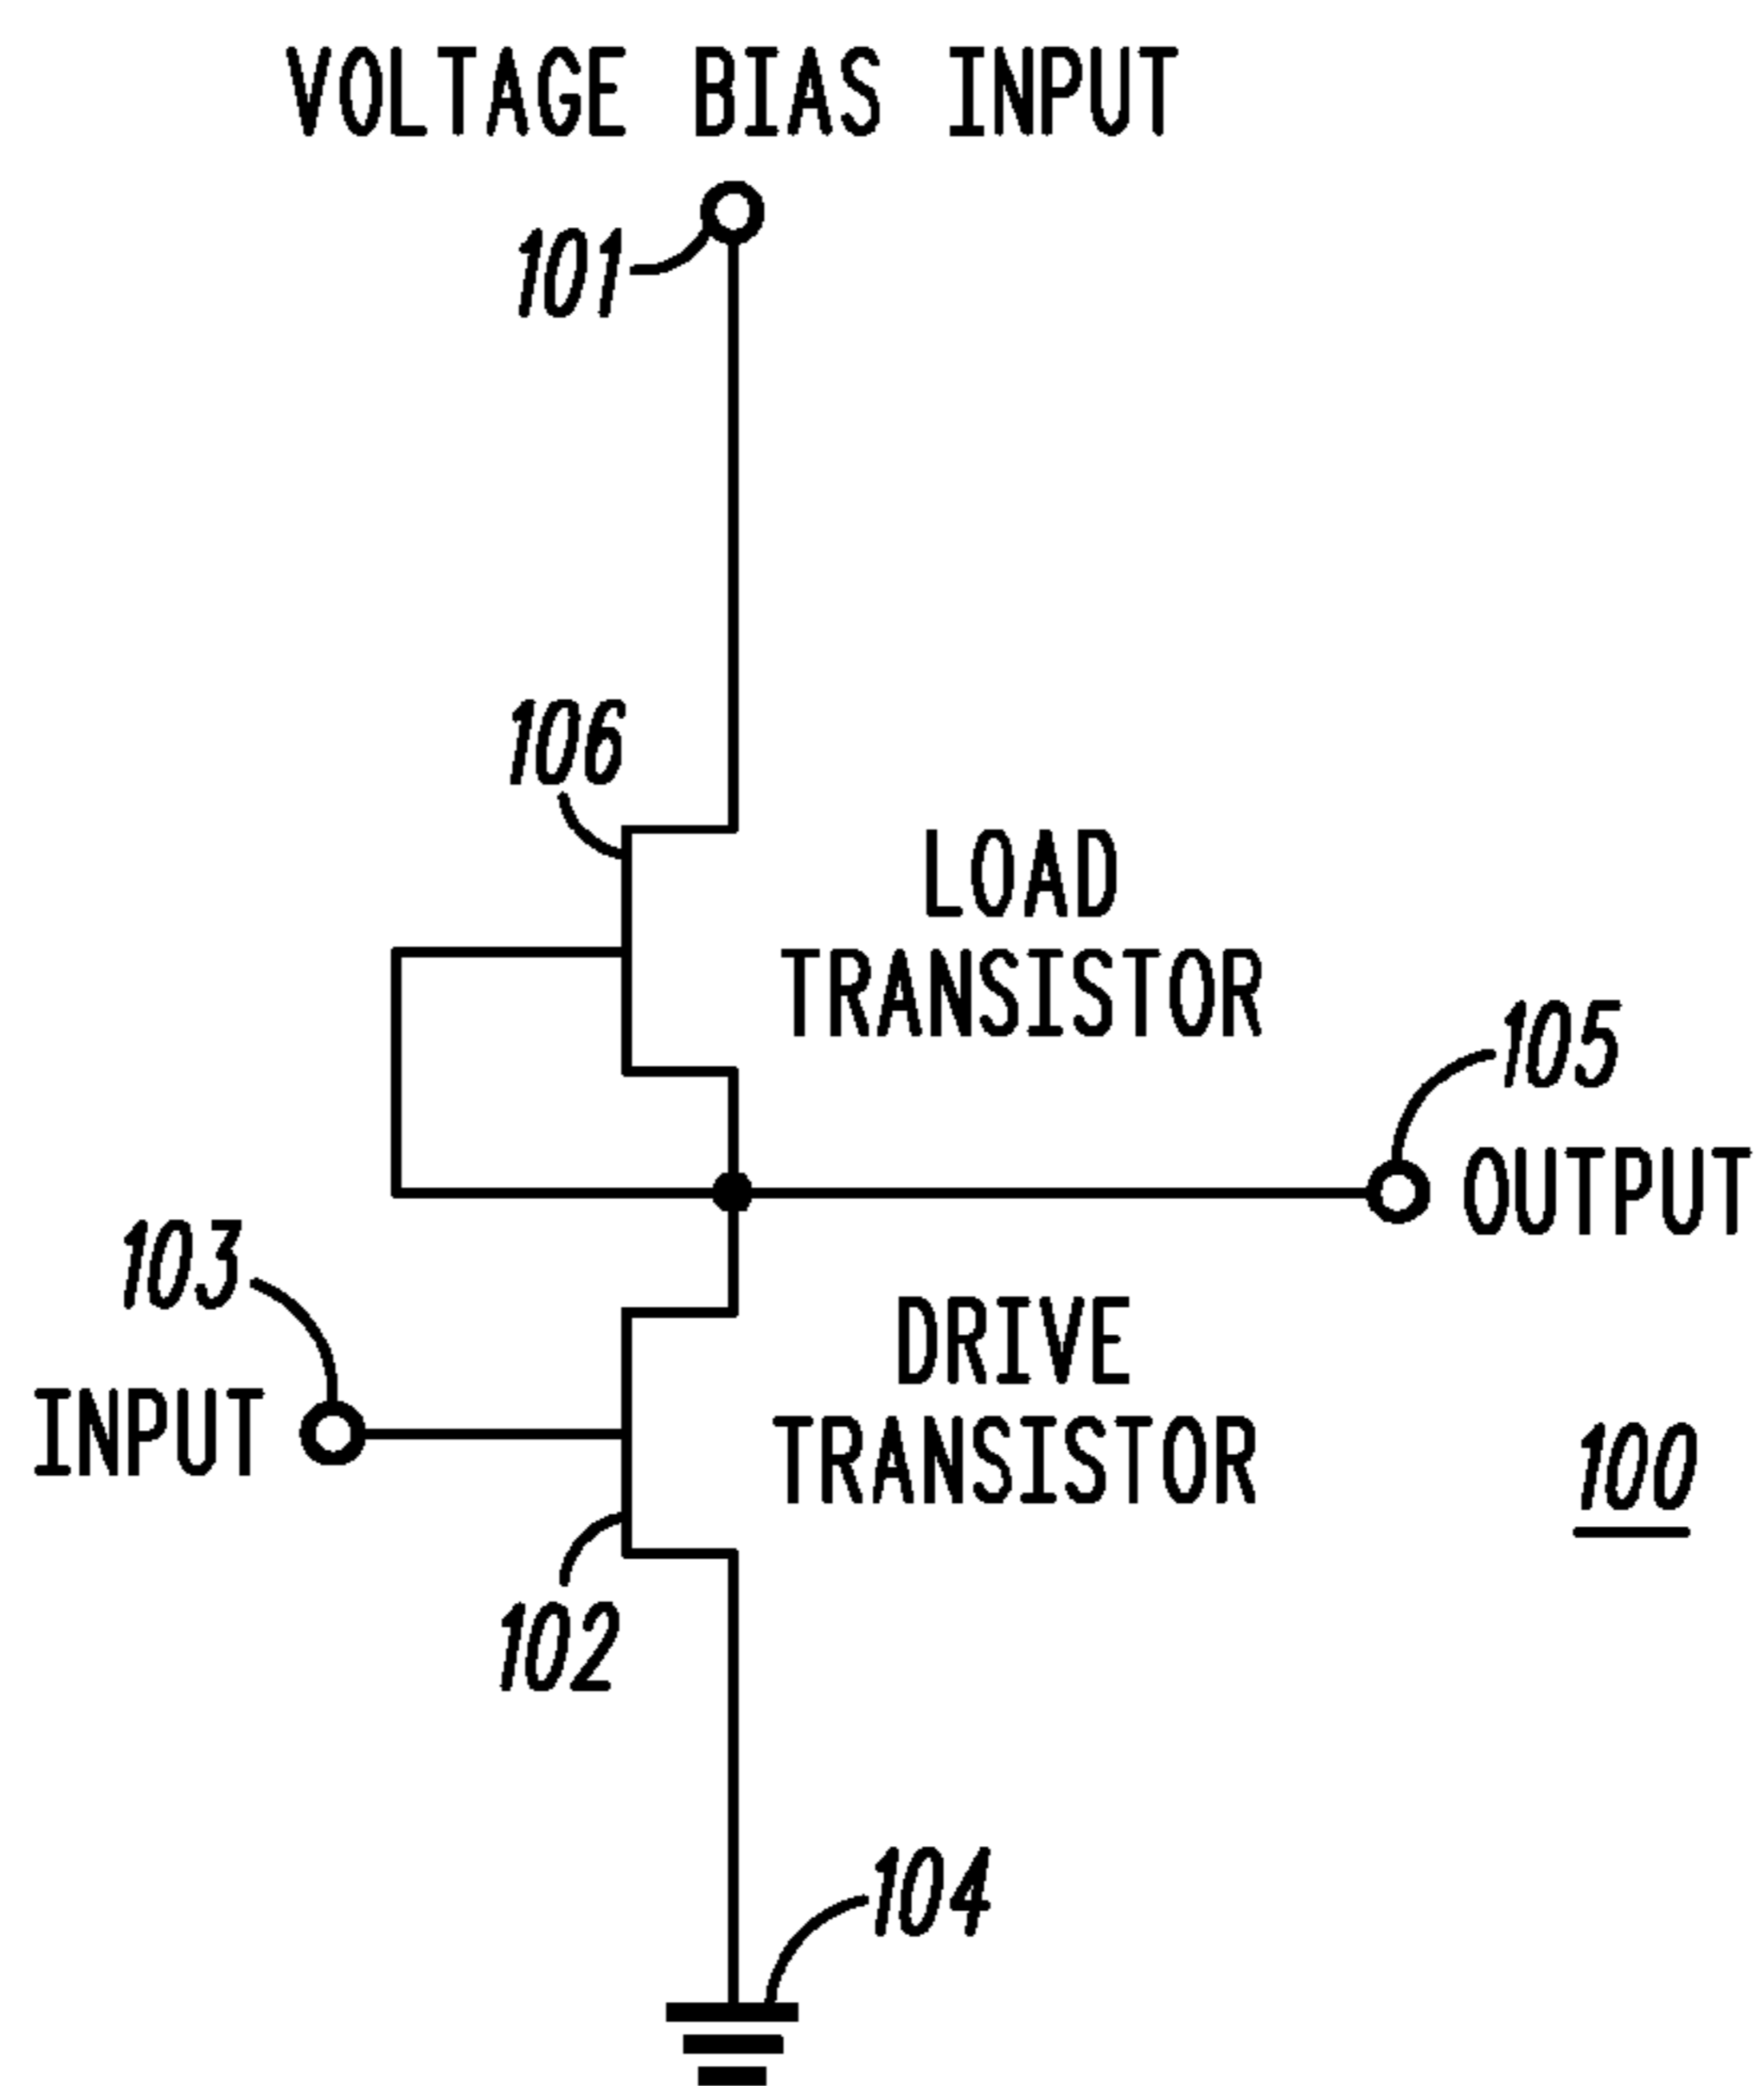 VOLTAGE BIAS INPUT
101
106
LOAD
TRANSISTOR
105
OUTPUT
103
INPUT
DRIVE
TRANSISTOR
100
102
104